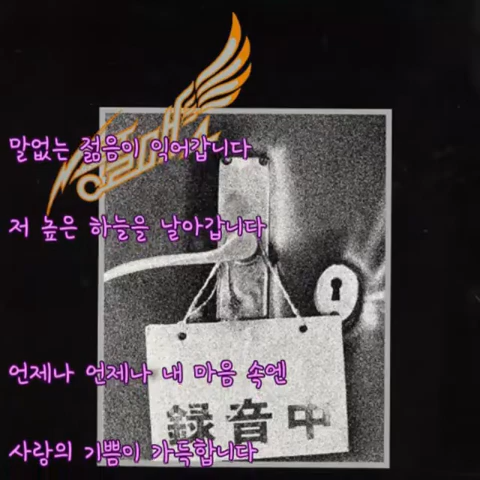 송골매
말없는 젊음이 익어갑니다
저 높은 하늘을 날아갑니다
언제나 언제나 내 마음 속엔
録音中
사랑의 기쁨이 가득합니다